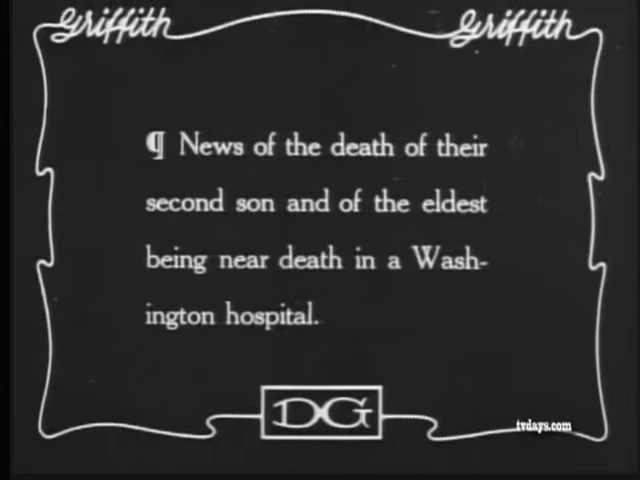 Griffith Griffith
¶ News of the death of their
second son and of the eldest
being near death in a Wash-
ington hospital.
DG
tvdays.com